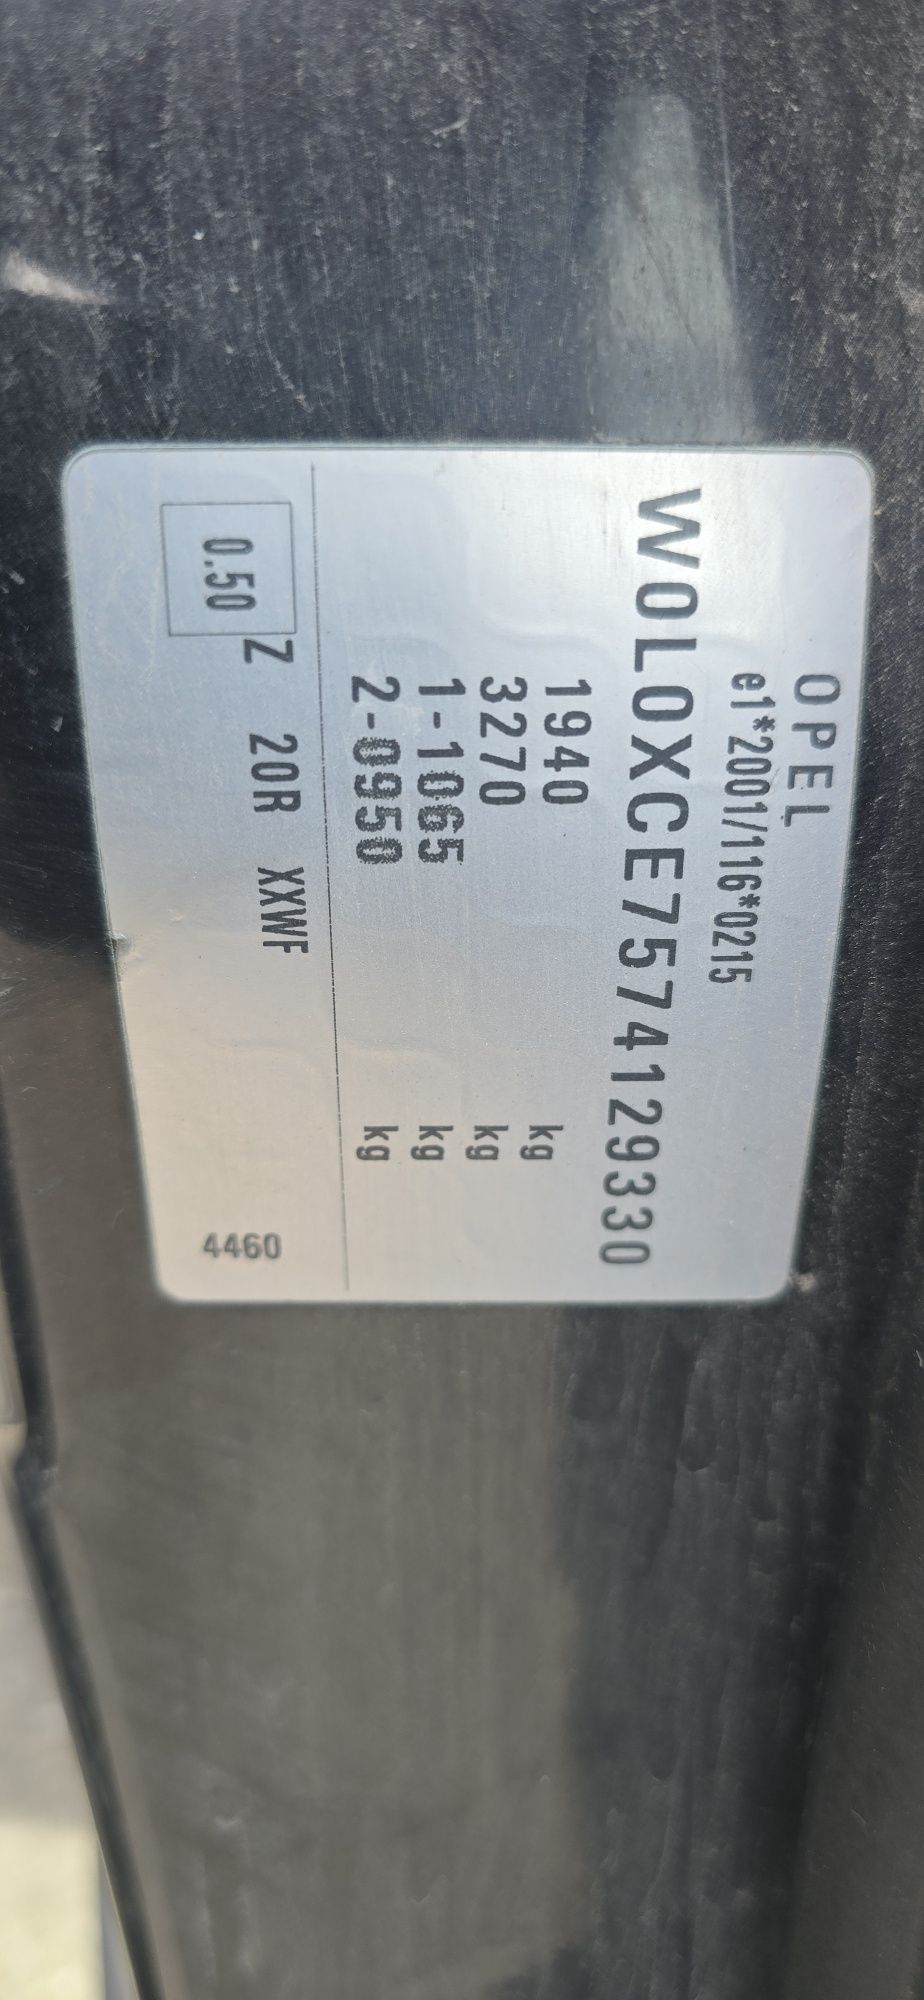 OPEL
e1*2001/116*0215
W0L0XCE7574129330
1940 kg
3270 kg
1-1065 kg
2-0950 kg
Z 20R XXWF
0.50
4460